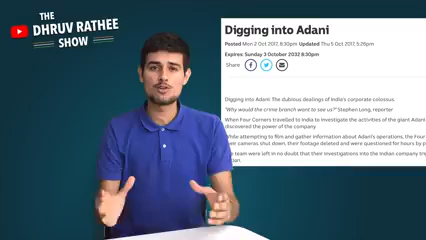 THE
DHRUV RATHEE
SHOW
Digging into Adani
Posted Mon 2 Oct 2017, 8:30pm Updated Thu 5 Oct 2017, 5:26pm
Expires: Sunday 3 October 2032 8:30pm
Share
Digging into Adani: The dubious dealings of India's corporate colossus.
"Why would the crime branch want to see us?" Stephen Long, reporter
When Four Corners travelled to India to investigate the activities of the giant Adani
discovered the power of the company.
While attempting to film and gather information about Adani's operations, the Four
their cameras shut down, their footage deleted and were questioned for hours by p
team were left in no doubt that their investigations into the Indian company tri